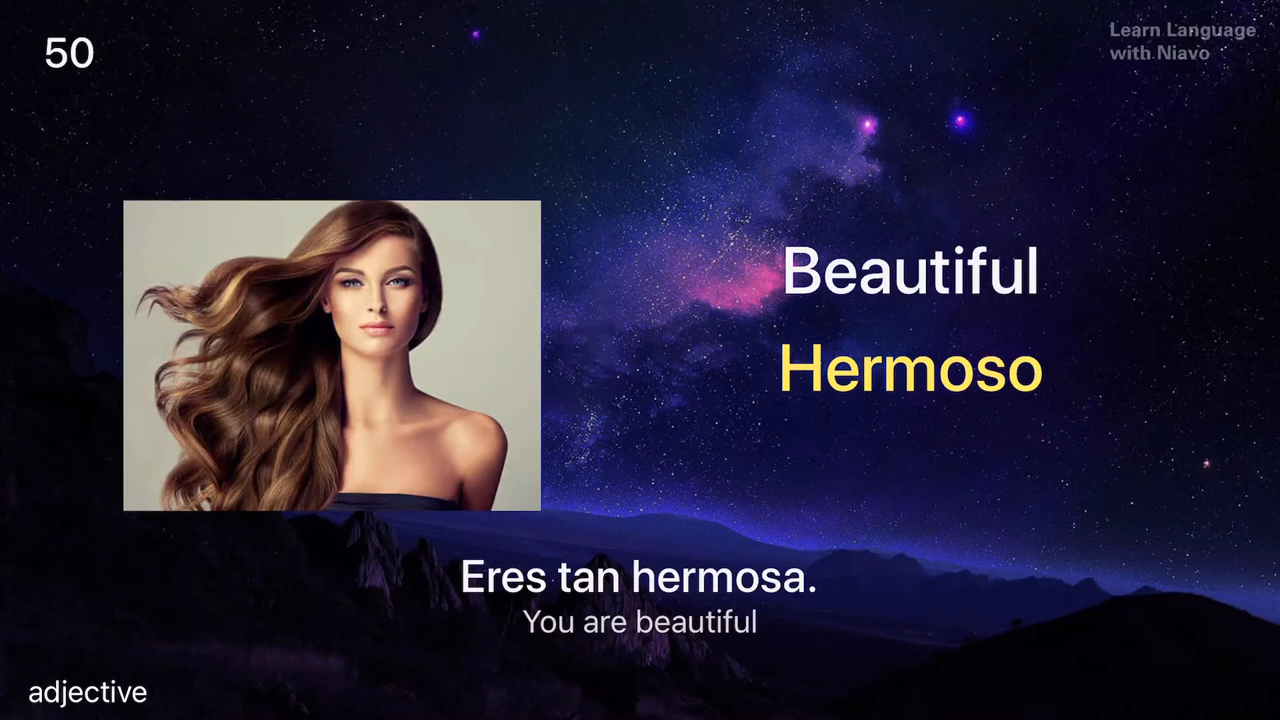 50
Learn Language
with Niavo
Beautiful
Hermoso
Eres tan hermosa.
You are beautiful
adjective